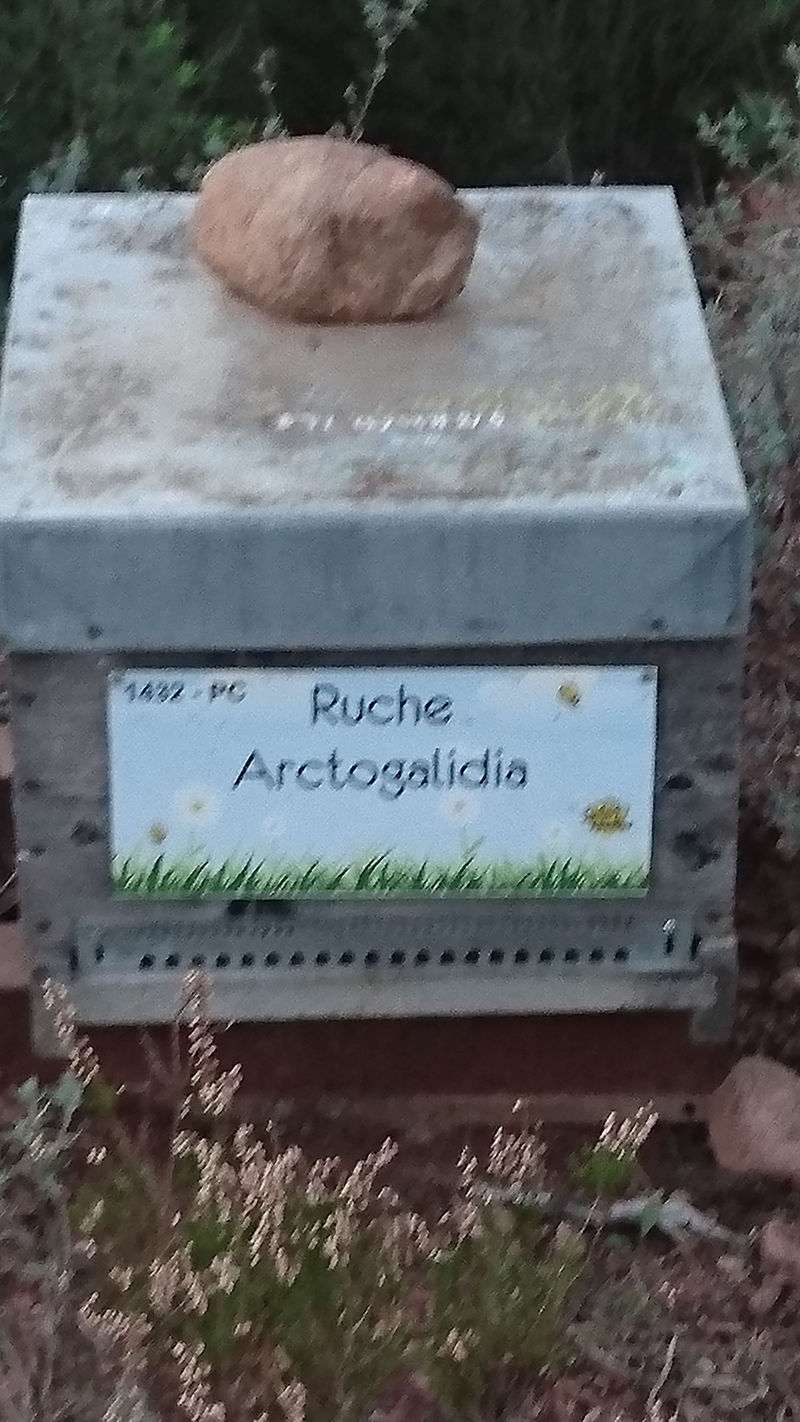 1432 - PC
Ruche
Arctogalidia